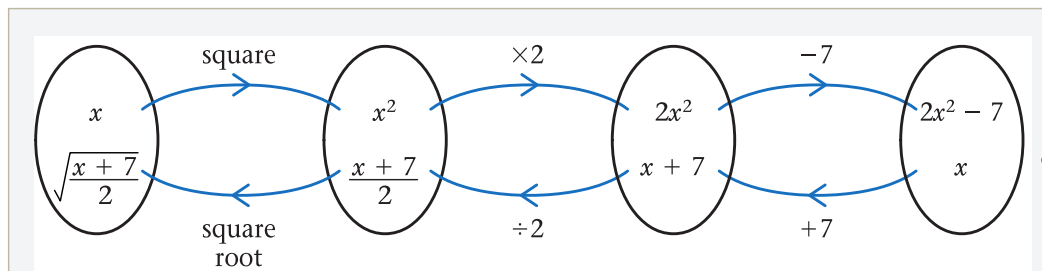 square ×2 −7
x x² 2x² 2x² − 7
√((x + 7)/2) (x + 7)/2 x + 7 x
square ÷2 +7
root